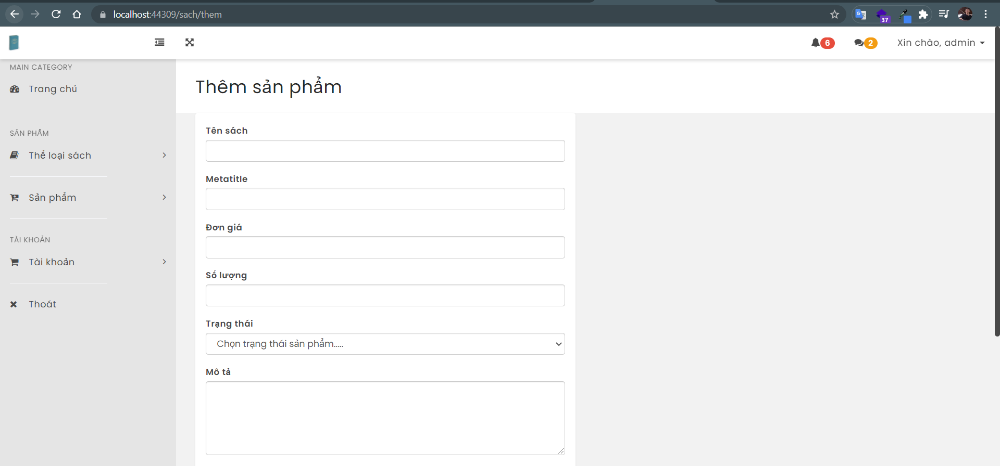 localhost:44309/sach/them
37
6
2
Xin chào, admin
MAIN CATEGORY
Trang chủ
SẢN PHẨM
Thể loại sách
Sản phẩm
TÀI KHOẢN
Tài khoản
Thoát
Thêm sản phẩm
Tên sách
Metatitle
Đơn giá
Số lượng
Trạng thái
Chọn trạng thái sản phẩm.....
Mô tả